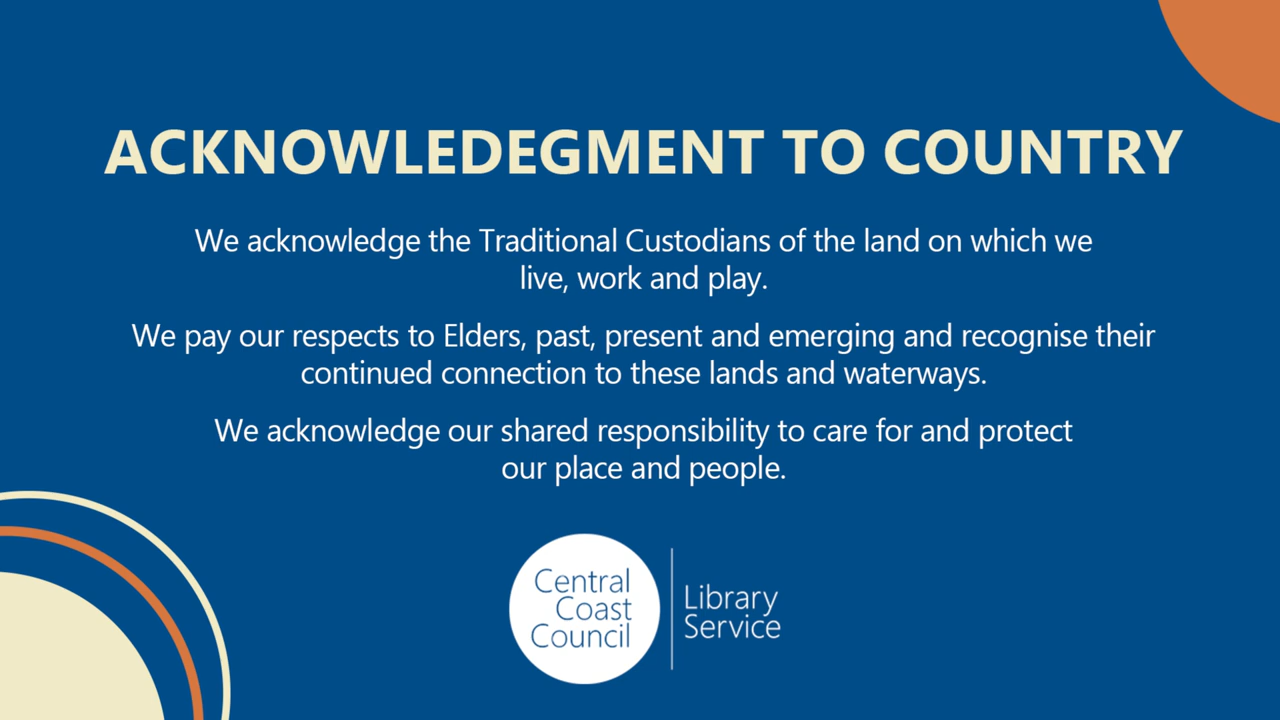 ACKNOWLEDEGMENT TO COUNTRY
We acknowledge the Traditional Custodians of the land on which we
live, work and play.
We pay our respects to Elders, past, present and emerging and recognise their
continued connection to these lands and waterways.
We acknowledge our shared responsibility to care for and protect
our place and people.
Central
Coast
Council
Library
Service